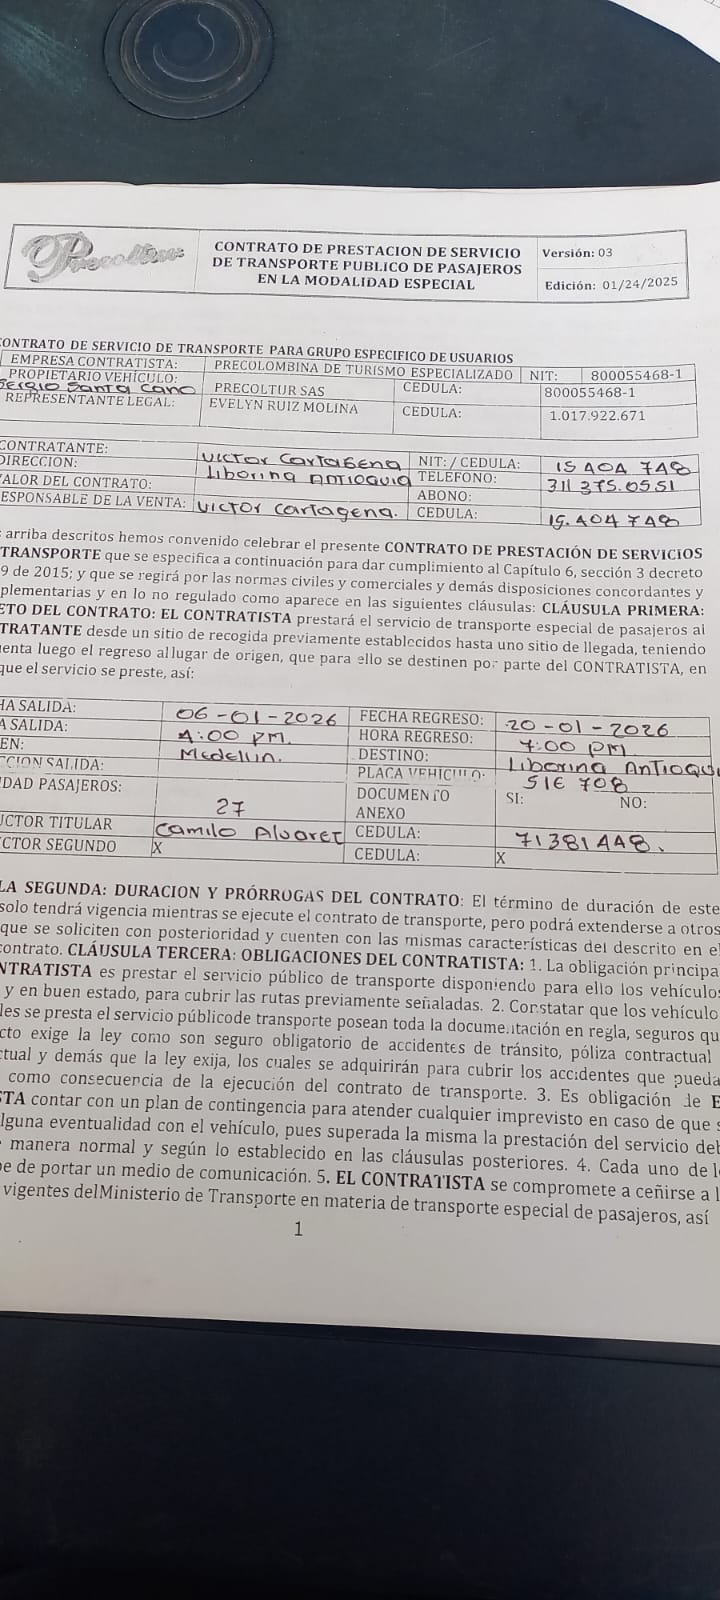 Precoltur
CONTRATO DE PRESTACION DE SERVICIO
DE TRANSPORTE PUBLICO DE PASAJEROS
EN LA MODALIDAD ESPECIAL
Versión: 03
Edición: 01/24/2025
CONTRATO DE SERVICIO DE TRANSPORTE PARA GRUPO ESPECIFICO DE USUARIOS
EMPRESA CONTRATISTA: PRECOLOMBINA DE TURISMO ESPECIALIZADO NIT: 800055468-1
PROPIETARIO VEHÍCULO: Sergio Santa Cano PRECOLTUR SAS CEDULA: 800055468-1
REPRESENTANTE LEGAL: EVELYN RUIZ MOLINA CEDULA: 1.017.922.671
CONTRATANTE: Victor Cartagena NIT: / CEDULA: 15 404 748
DIRECCION: Liborina Antioquia TELEFONO: 311 375.0551
ALOR DEL CONTRATO: ABONO:
ESPONSABLE DE LA VENTA: Victor Cartagena. CEDULA: 15.404 748
s arriba descritos hemos convenido celebrar el presente CONTRATO DE PRESTACIÓN DE SERVICIOS
TRANSPORTE que se especifica a continuación para dar cumplimiento al Capítulo 6, sección 3 decreto
9 de 2015; y que se regirá por las normas civiles y comerciales y demás disposiciones concordantes y
plementarias y en lo no regulado como aparece en las siguientes cláusulas: CLÁUSULA PRIMERA:
ETO DEL CONTRATO: EL CONTRATISTA prestará el servicio de transporte especial de pasajeros al
TRATANTE desde un sitio de recogida previamente establecidos hasta uno sitio de llegada, teniendo
enta luego el regreso al lugar de origen, que para ello se destinen por parte del CONTRATISTA, en
que el servicio se preste, así:
HA SALIDA: 06-01-2026 FECHA REGRESO: 20-01-2026
A SALIDA: 4:00 PM. HORA REGRESO: 7:00 PM
EN: Medellin. DESTINO: Liborina Antioqu
CCION SALIDA: PLACA VEHICULO: SIE 708
IDAD PASAJEROS: 27 DOCUMENTO ANEXO SI: NO:
UCTOR TITULAR Camilo Alvarez CEDULA: 71381448.
CTOR SEGUNDO X CEDULA: X
LA SEGUNDA: DURACION Y PRÓRROGAS DEL CONTRATO: El término de duración de este
solo tendrá vigencia mientras se ejecute el contrato de transporte, pero podrá extenderse a otros
que se soliciten con posterioridad y cuenten con las mismas características del descrito en e
contrato. CLÁUSULA TERCERA: OBLIGACIONES DEL CONTRATISTA: 1. La obligación principa
NTRATISTA es prestar el servicio público de transporte disponiendo para ello los vehículo
y en buen estado, para cubrir las rutas previamente señaladas. 2. Constatar que los vehículo
les se presta el servicio públicode transporte posean toda la documentación en regla, seguros qu
cto exige la ley como son seguro obligatorio de accidentes de tránsito, póliza contractual
ctual y demás que la ley exija, los cuales se adquirirán para cubrir los accidentes que pueda
como consecuencia de la ejecución del contrato de transporte. 3. Es obligación de E
STA contar con un plan de contingencia para atender cualquier imprevisto en caso de que s
lguna eventualidad con el vehículo, pues superada la misma la prestación del servicio deb
manera normal y según lo establecido en las cláusulas posteriores. 4. Cada uno de l
be de portar un medio de comunicación. 5. EL CONTRATISTA se compromete a ceñirse a l
vigentes delMinisterio de Transporte en materia de transporte especial de pasajeros, así
1